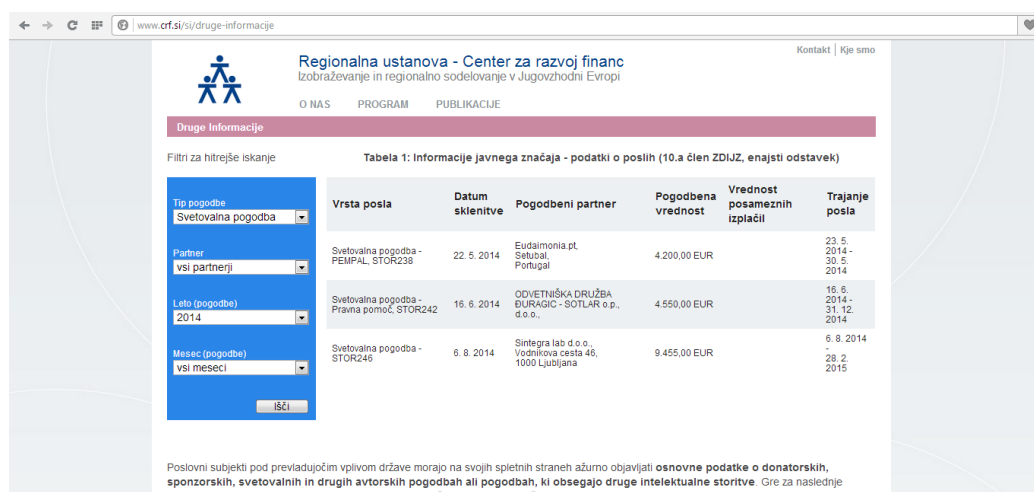 www.crf.si/si/druge-informacije
Kontakt | Kje smo
Regionalna ustanova - Center za razvoj financ
Izobraževanje in regionalno sodelovanje v Jugovzhodni Evropi
O NAS PROGRAM PUBLIKACIJE
Druge Informacije
Filtri za hitrejše iskanje
Tip pogodbe
Svetovalna pogodba
Partner
vsi partnerji
Leto (pogodbe)
2014
Mesec (pogodbe)
vsi meseci
Išči
Tabela 1: Informacije javnega značaja - podatki o poslih (10.a člen ZDIJZ, enajsti odstavek)
Vrsta posla
Datum
sklenitve
Pogodbeni partner
Pogodbena
vrednost
Vrednost
posameznih
izplačil
Trajanje
posla
Svetovalna pogodba -
PEMPAL, STOR238
22. 5. 2014
Eudaimonia.pt,
Setubal,
Portugal
4.200,00 EUR
23. 5.
2014 -
30. 5.
2014
Svetovalna pogodba -
Pravna pomoč, STOR242
16. 6. 2014
ODVETNIŠKA DRUŽBA
ĐURAGIC - SOTLAR o.p.,
d.o.o.,
4.550,00 EUR
16. 6.
2014 -
31. 12.
2014
Svetovalna pogodba -
STOR246
6. 8. 2014
Sintegra lab d.o.o.,
Vodnikova cesta 46,
1000 Ljubljana
9.455,00 EUR
6. 8. 2014
-
28. 2.
2015
Poslovni subjekti pod prevladujočim vplivom države morajo na svojih spletnih straneh ažurno objavljati osnovne podatke o donatorskih,
sponzorskih, svetovalnih in drugih avtorskih pogodbah ali pogodbah, ki obsegajo druge intelektualne storitve. Gre za naslednje